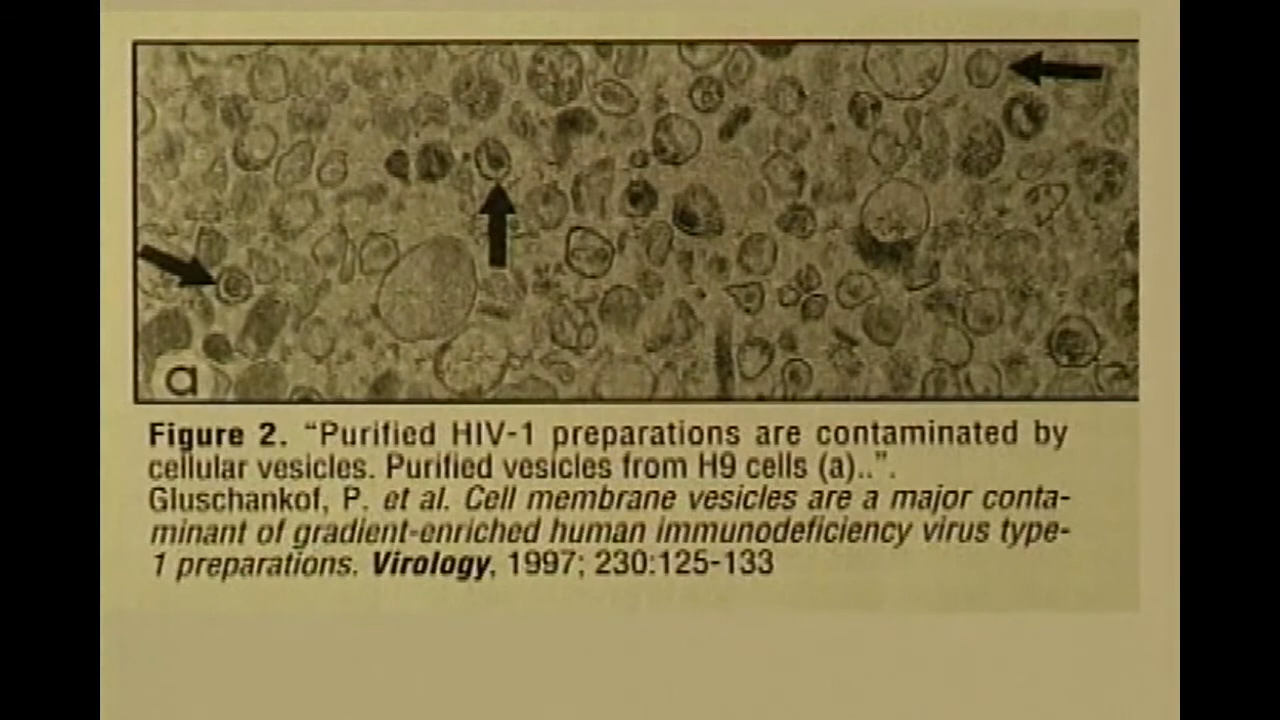 a
Figure 2. “Purified HIV-1 preparations are contaminated by
cellular vesicles. Purified vesicles from H9 cells (a)..”.
Gluschankof, P. et al. Cell membrane vesicles are a major conta-
minant of gradient-enriched human immunodeficiency virus type-
1 preparations. Virology, 1997; 230:125-133